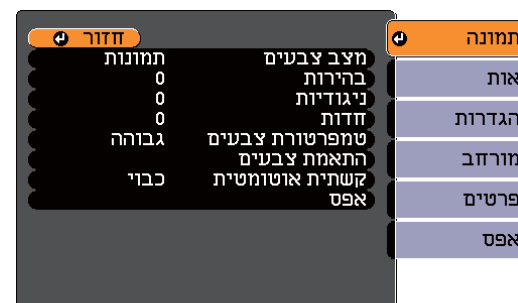 תמונה
אות
הגדרות
מורחב
פרטים
אפס
חזור
מצב צבעים תמונות
בהירות 0
ניגודיות 0
חדות 0
טמפרטורת צבעים גבוהה
התאמת צבעים
קשתית אוטומטית כבוי
אפס